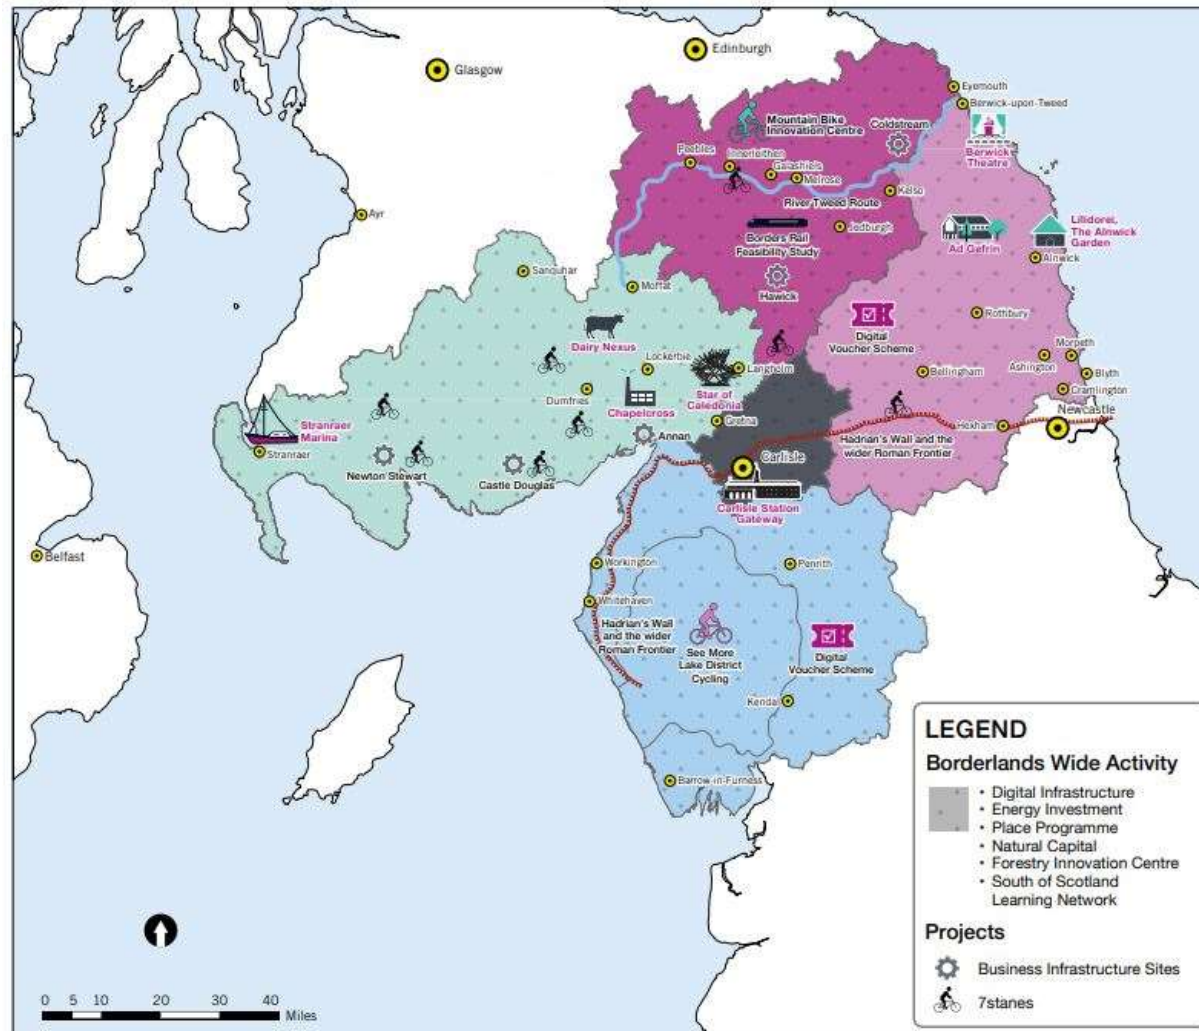 Edinburgh
Glasgow
Eyemouth
Berwick-upon-Tweed
Mountain Bike
Innovation Centre
Coldstream
Berwick
Theatre
Peebles
Innerleithen
Galashiels
Melrose
Kelso
River Tweed Route
Ayr
Jedburgh
Borders Rail
Feasibility Study
Ad Gefrin
Lilidorei,
The Alnwick
Garden
Alnwick
Sanquhar
Moffat
Hawick
Rothbury
Digital
Voucher Scheme
Dairy Nexus
Lockerbie
Langholm
Morpeth
Ashington
Bellingham
Blyth
Cramlington
Dumfries
Chapelcross
Star of
Caledonia
Gretna
Newcastle
Hexham
Stranraer
Marina
Stranraer
Annan
Hadrian's Wall and the
wider Roman Frontier
Newton Stewart
Castle Douglas
Carlisle
Carlisle Station
Gateway
Belfast
Workington
Penrith
Whitehaven
Hadrian's Wall
and the wider
Roman Frontier
See More
Lake District
Cycling
Digital
Voucher Scheme
Kendal
Barrow-in-Furness
LEGEND
Borderlands Wide Activity
• Digital Infrastructure
• Energy Investment
• Place Programme
• Natural Capital
• Forestry Innovation Centre
• South of Scotland
Learning Network
Projects
Business Infrastructure Sites
7stanes
0 5 10 20 30 40
Miles